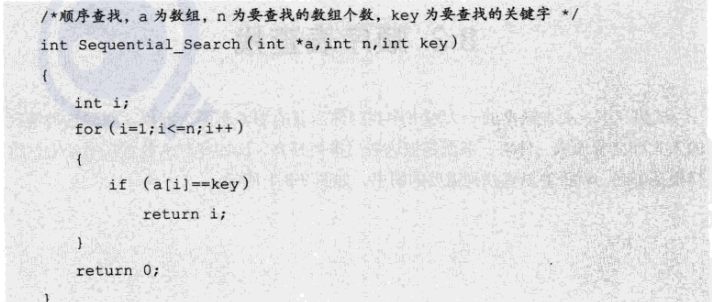 /*顺序查找，a 为数组，n 为要查找的数组个数，key 为要查找的关键字 */
int Sequential_Search(int *a,int n,int key)
{
int i;
for(i=1;i<=n;i++)
{
if (a[i]==key)
return i;
}
return 0;
}